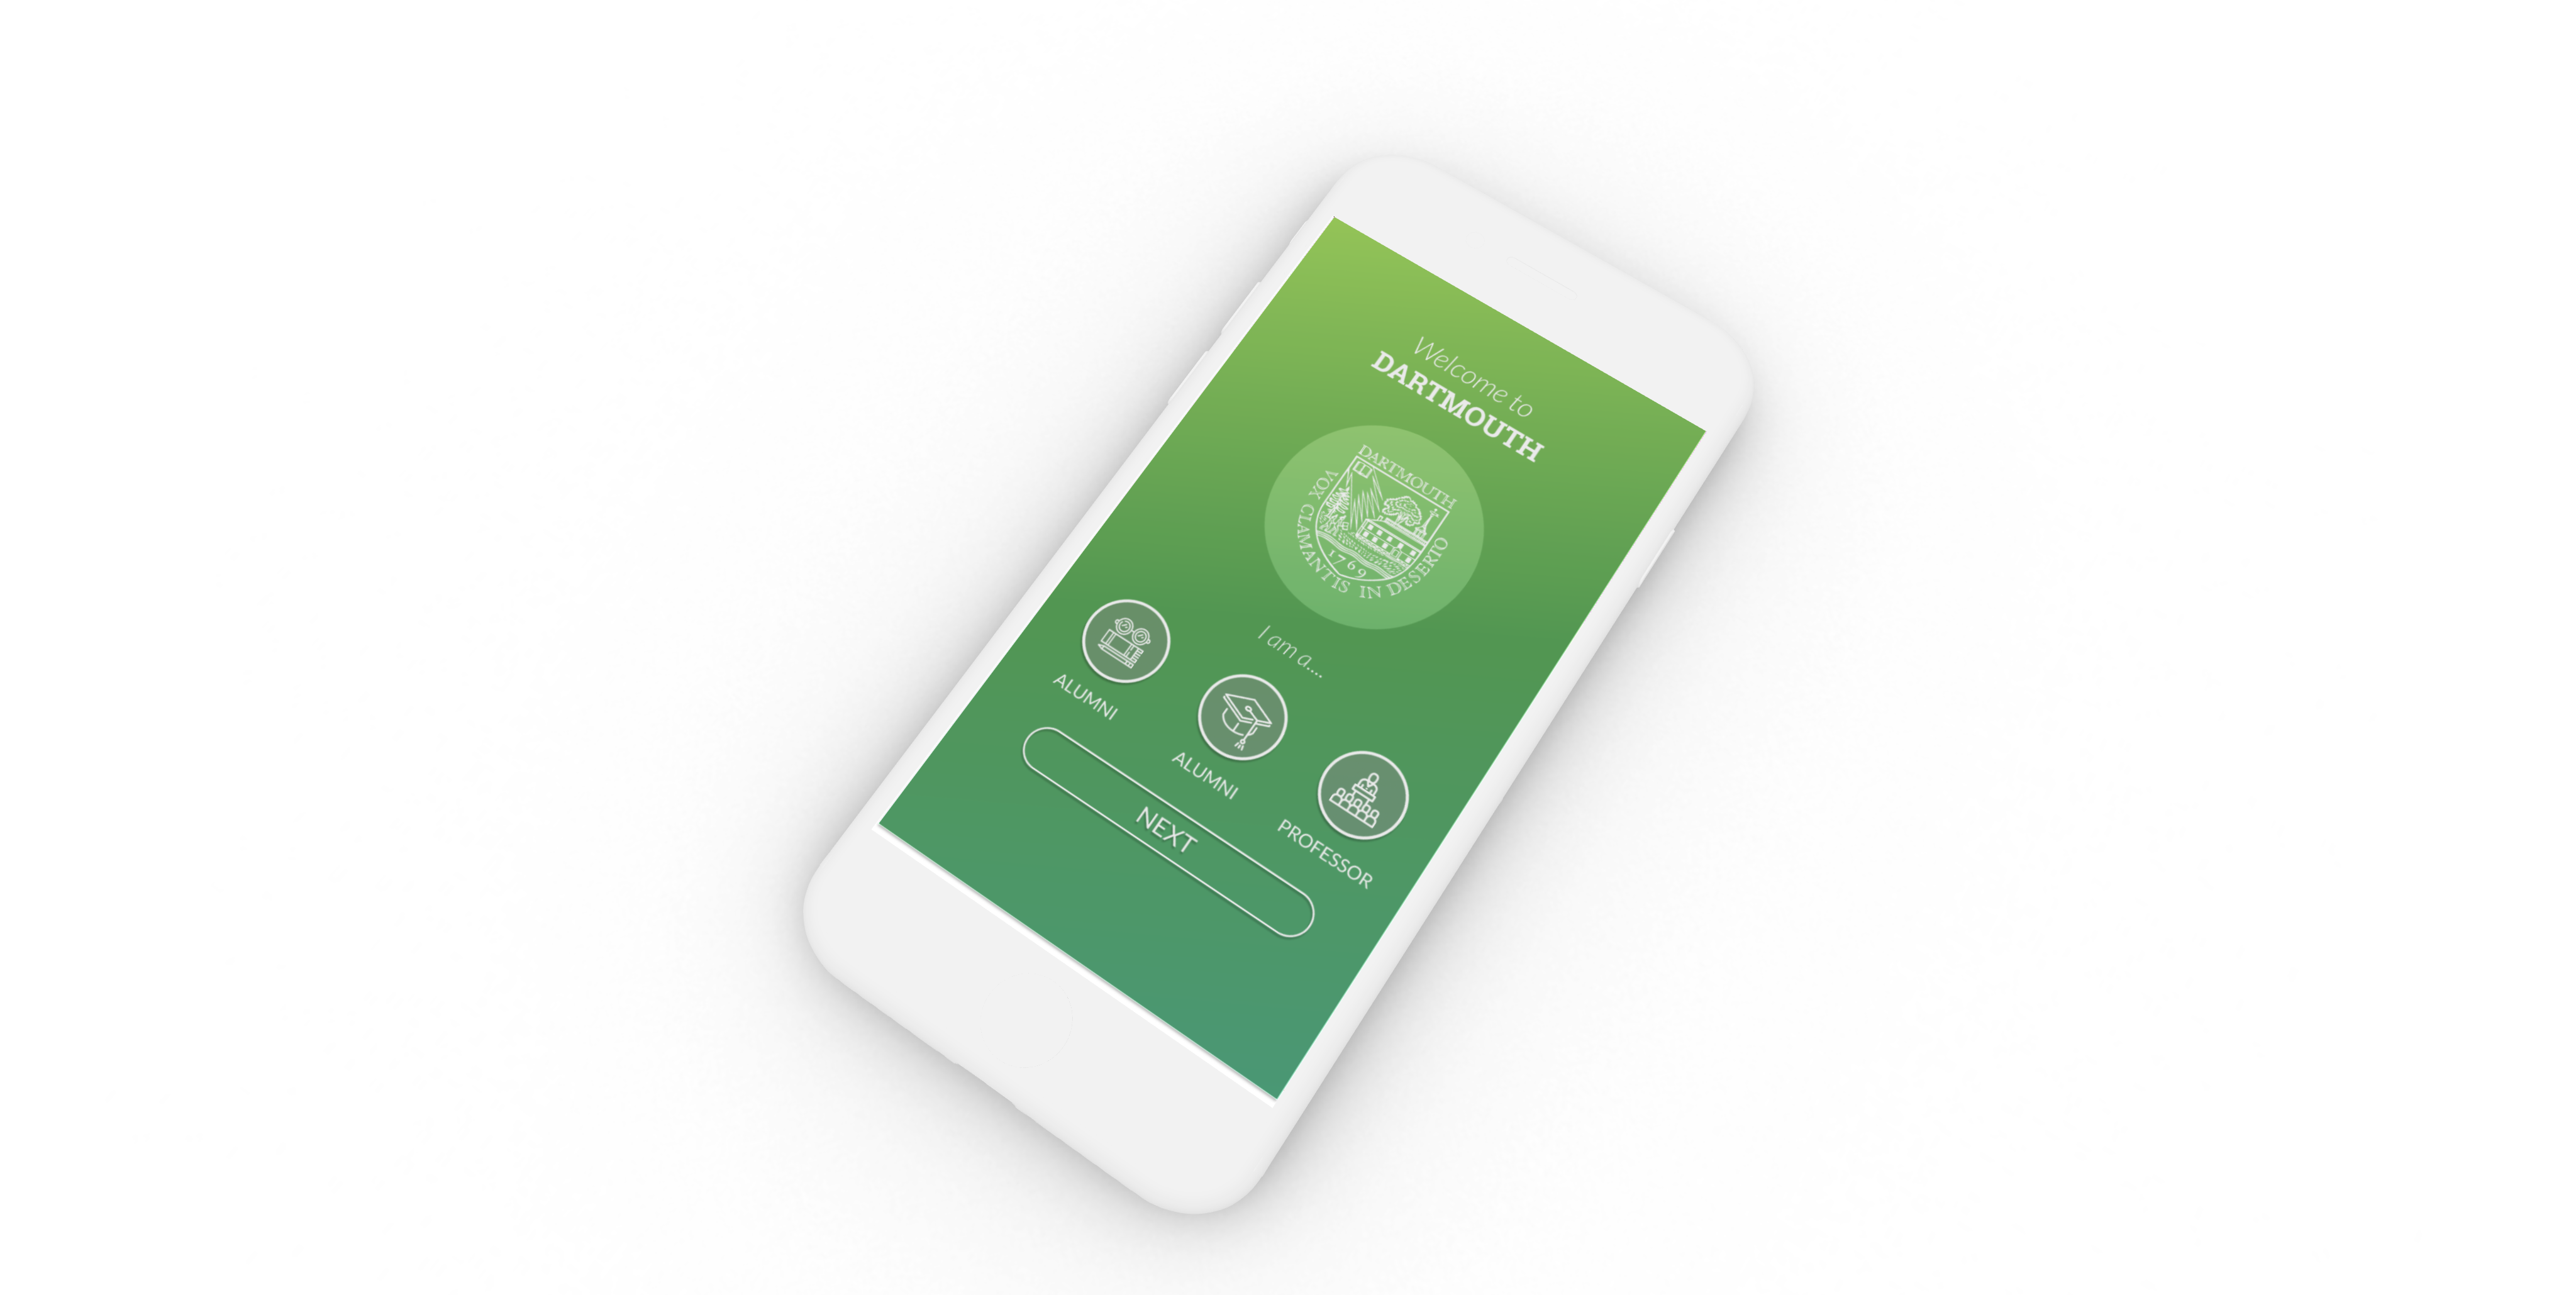 Welcome to
DARTMOUTH
DARTMOUTH
VOX CLAMANTIS IN DESERTO
1769
I am a....
ALUMNI
ALUMNI
PROFESSOR
NEXT